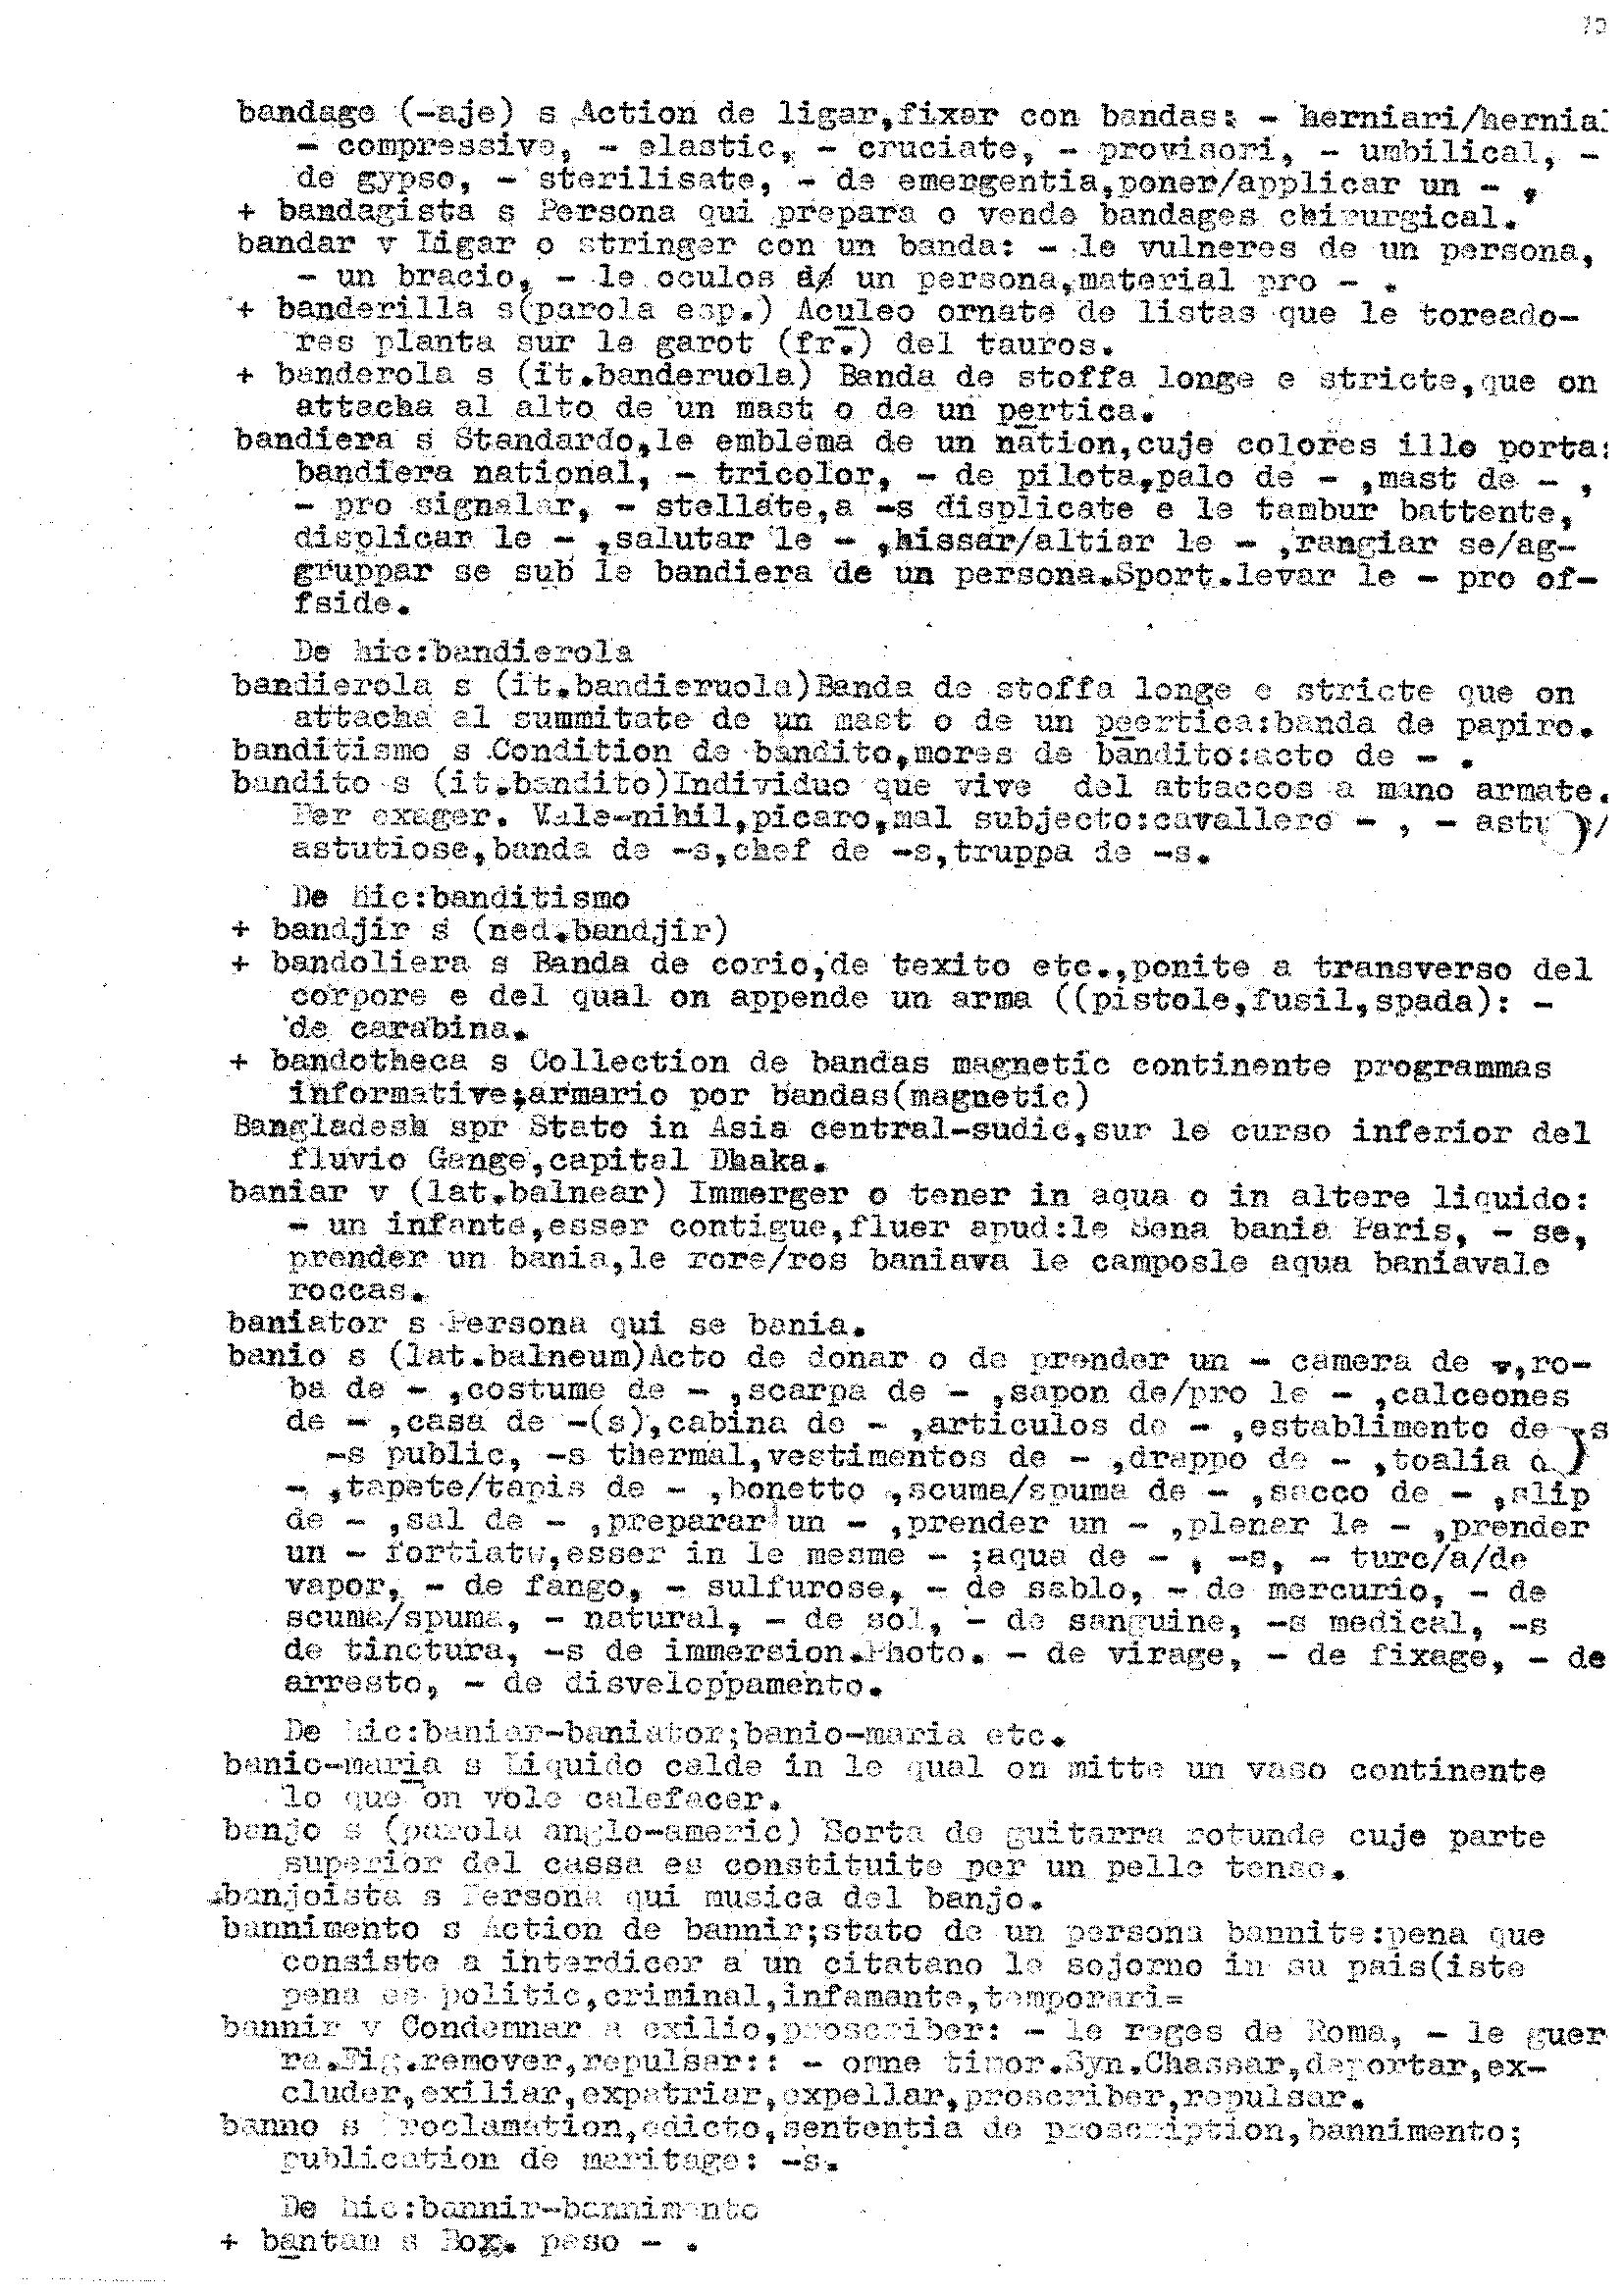 bandage (-aje) s Action de ligar,fixar con bandas: - herniari/hernial
- compressive, - elastic, - cruciate, - provisori, - umbilical, -
de gypso, - sterilisate, - de emergentia,poner/applicar un - ,
+ bandagista s Persona qui prepara o vende bandages chirurgical.
bandar v Ligar o stringer con un banda: - le vulneres de un persona,
- un bracio, - le oculos a un persona,material pro - .
+ banderilla s(parola esp.) Aculeo ornate de listas que le toreado-
res planta sur le garot (fr.) del tauros.
+ banderola s (it.banderuola) Banda de stoffa longe e stricte,que on
attacha al alto de un mast o de un pertica.
bandiera s Standardo,le emblema de un nation,cuje colores ille porta:
bandiera national, - tricolor, - de pilota,palo de - ,mast de - ,
- pro signalar, - stellate,a -s displicate e le tambur battente,
displicar le - ,salutar le - ,hissar/altiar le - ,rangiar se/ag-
gruppar se sub le bandiera de un persona.Sport.levar le - pro of-
fside.
De hic:bandierola
bandierola s (it.bandieruola)Banda de stoffa longe e stricte que on
attacha al summitate de un mast o de un peertica:banda de papiro.
banditismo s Condition de bandito,mores de bandito:acto de - .
bandito s (it.bandito)Individuo que vive del attaccos a mano armate.
Per exager. Vale-nihil,picaro,mal subjecto:cavallero - , -
astutiose,banda de -s,chef de -s,truppa de -s.
De hic:banditismo
+ bandjir s (ned.bandjir)
+ bandoliera s Banda de corio,de texito etc.,ponite a transverso del
corpore e del qual on appende un arma ((pistole,fusil,spada): -
de carabina.
+ bandotheca s Collection de bandas magnetic continente programmas
informative;armario por bandas(magnetic)
Bangladesh spr Stato in Asia central-sudic,sur le curso inferior del
fluvio Gange,capital Dhaka.
baniar v (lat.balnear) Immerger o tener in aqua o in altere liquido:
- un infante,esser contigue,fluer apud:le Sena bania Paris, - se,
prender un bania,le rore/ros baniava le camposle aqua baniavale
roccas.
baniator s Persona qui se bania.
banio s (lat.balneum)Acto de donar o de prender un - camera de -,ro-
ba de - ,costume de - ,scarpa de - ,sapon de/pro le - ,calceones
de - ,casa de -(s),cabina de - ,articulos de - ,establimento de -s
-s public, -s thermal,vestimentos de - ,drappo de - ,toalia
- ,tapete/tapis de - ,bonetto ,scuma/spuma de - ,sacco de - ,slip
de - ,sal de - ,preparar un - ,prender un - ,plenar le - ,prender
un - fortiate,esser in le mesme - ;aqua de - , -s, - turc/a/de
vapor, - de fango, - sulfurose, - de sablo, - de mercurio, - de
scuma/spuma, - natural, - de sol, - de sanguine, -s medical, -s
de tinctura, -s de immersion.Photo. - de virage, - de fixage, - de
arresto, - de disveloppamento.
De hic:baniar-baniator;banio-maria etc.
banio-maria s Liquido calde in le qual on mitte un vaso continente
lo que on vole calefacer.
banjo s (parola anglo-americ) Sorta de guitarra rotunde cuje parte
superior del cassa es constituite per un pelle tense.
+banjoista s Persona qui musica del banjo.
bannimento s Action de bannir;stato de un persona bannite:pena que
consiste a interdicer a un citatano le sojorno in su pais(iste
pena es politic,criminal,infamante,temporari=
bannir v Condemnar a exilio,proscriber: - le reges de Roma, - le guer
ra.Fig.remover,repulsar:: - omne timor.Syn.Chassar,deportar,ex-
cluder,exiliar,expatriar,expellar,proscriber,repulsar.
banno s Proclamation,edicto,sententia de proscription,bannimento;
publication de maritage: -s.
De hic:bannir-bannimento
+ bantam s Box. peso - .